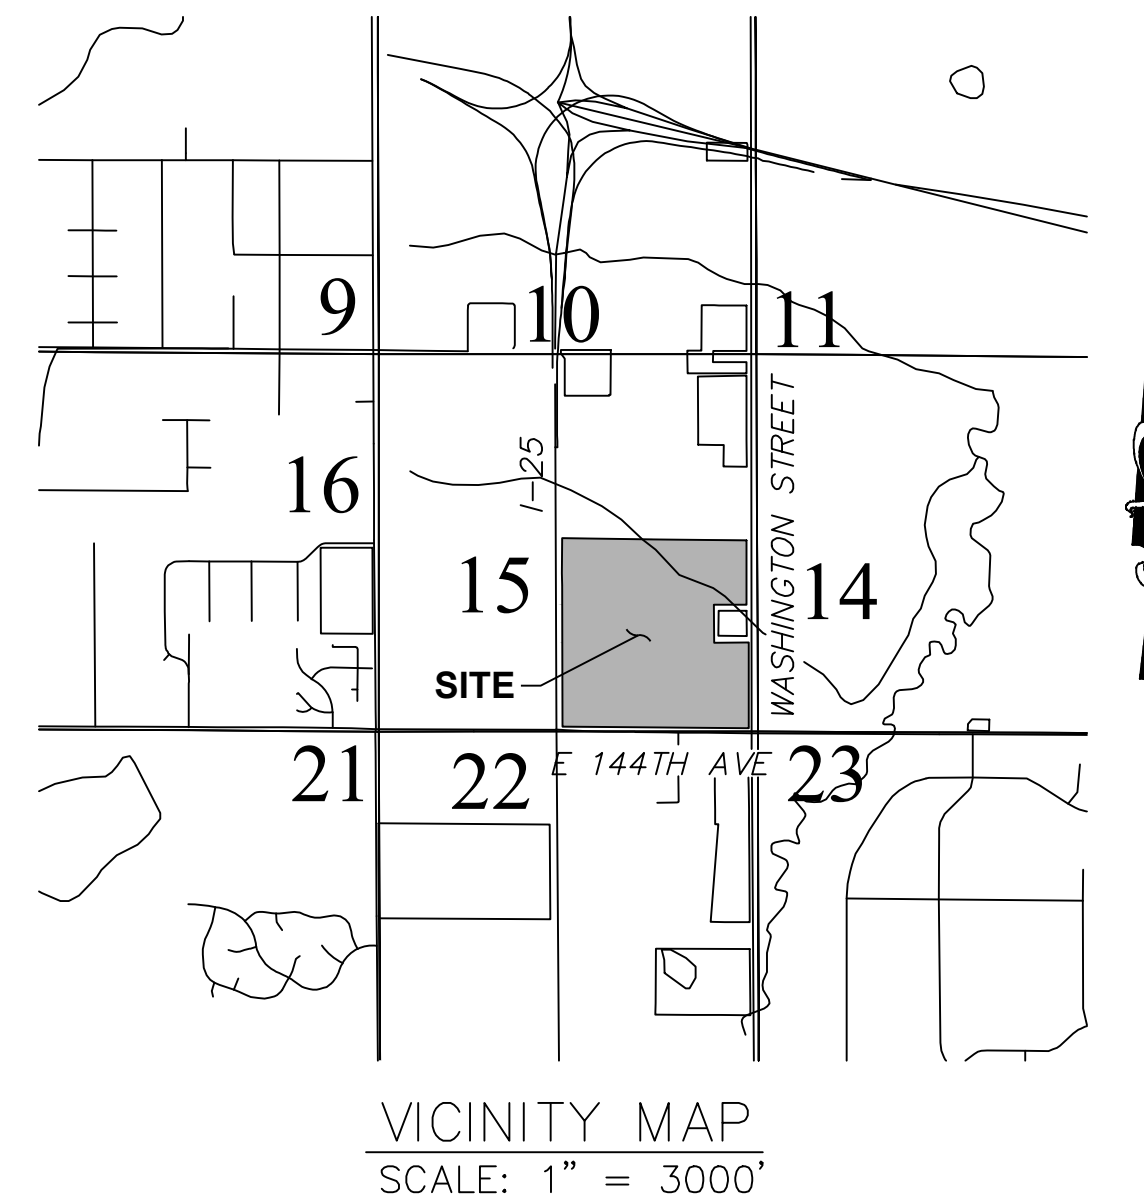 9
10
11
I-25
WASHINGTON STREET
16
15
14
SITE
21
22
E 144TH AVE
23
VICINITY MAP
SCALE: 1" = 3000'